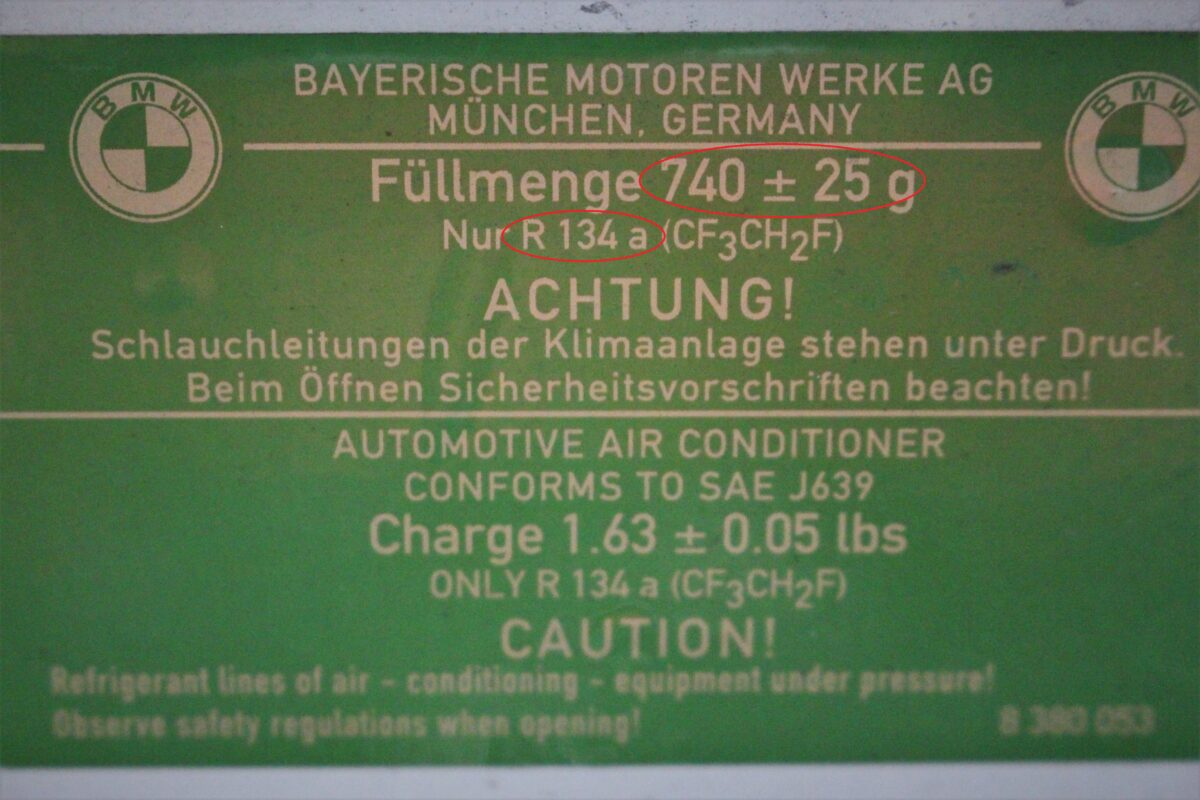 BMW
BMW
BAYERISCHE MOTOREN WERKE AG
MÜNCHEN, GERMANY
Füllmenge 740 ± 25 g
Nur R 134 a (CF₃CH₂F)
ACHTUNG!
Schlauchleitungen der Klimaanlage stehen unter Druck.
Beim Öffnen Sicherheitsvorschriften beachten!
AUTOMOTIVE AIR CONDITIONER
CONFORMS TO SAE J639
Charge 1.63 ± 0.05 lbs
ONLY R 134 a (CF₃CH₂F)
CAUTION!
Refrigerant lines of air - conditioning - equipment under pressure!
Observe safety regulations when opening!
8 380 053